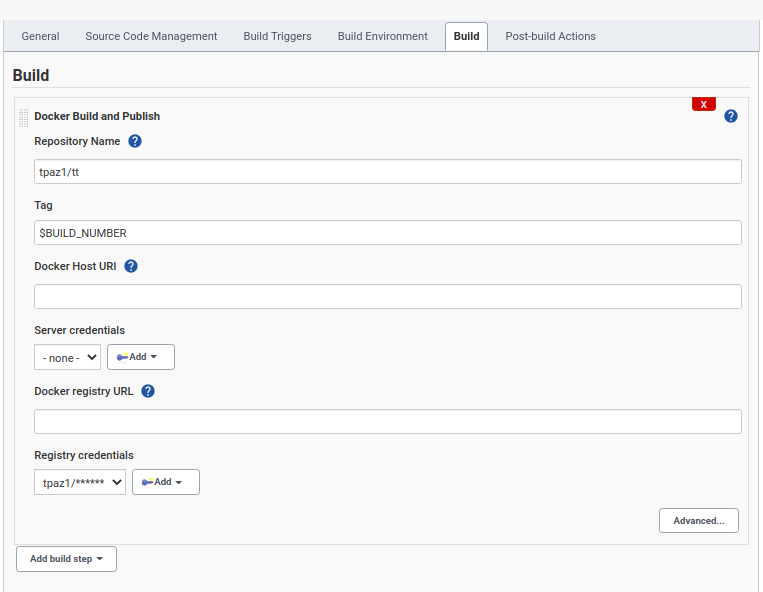 General Source Code Management Build Triggers Build Environment Build Post-build Actions
Build
X
Docker Build and Publish ?
Repository Name ?
tpaz1/tt
Tag
$BUILD_NUMBER
Docker Host URI ?
Server credentials
- none - Add
Docker registry URL ?
Registry credentials
tpaz1/****** Add
Advanced...
Add build step